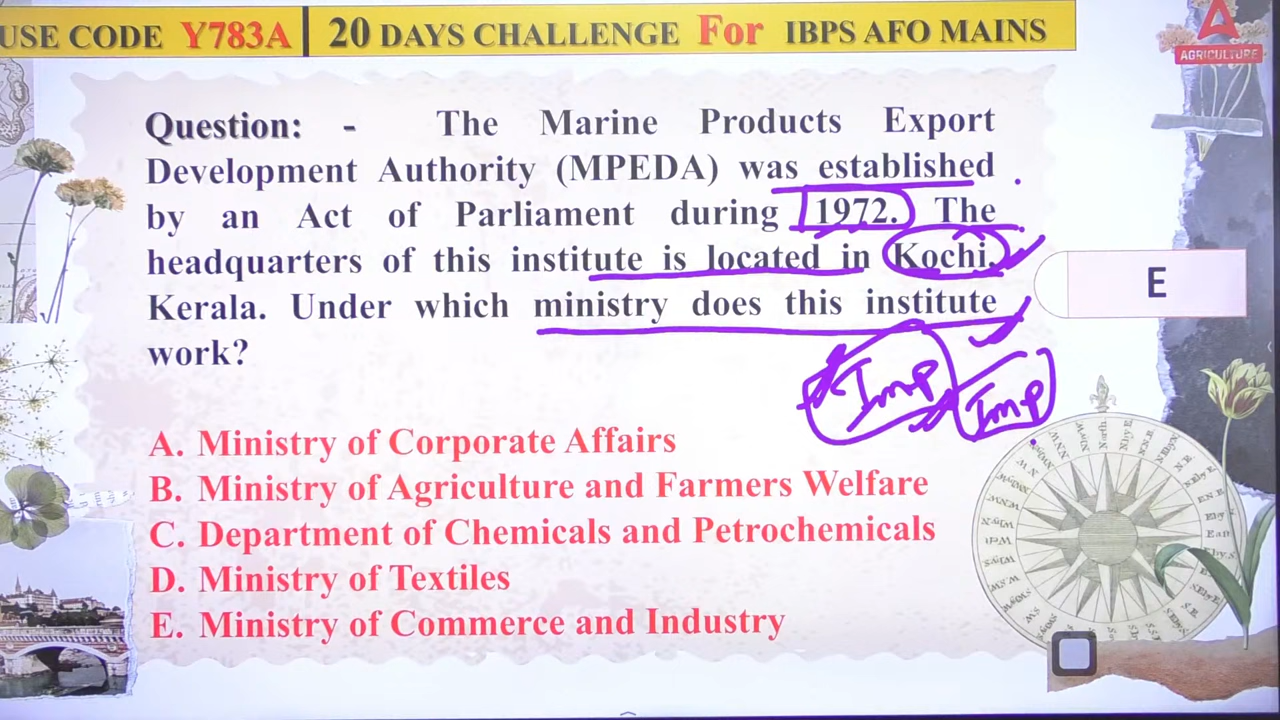 USE CODE Y783A | 20 DAYS CHALLENGE For IBPS AFO MAINS
AGRICULTURE
Question: - The Marine Products Export
Development Authority (MPEDA) was established
by an Act of Parliament during 1972. The
headquarters of this institute is located in Kochi,
Kerala. Under which ministry does this institute
work?
E
Imp Imp
A. Ministry of Corporate Affairs
B. Ministry of Agriculture and Farmers Welfare
C. Department of Chemicals and Petrochemicals
D. Ministry of Textiles
E. Ministry of Commerce and Industry